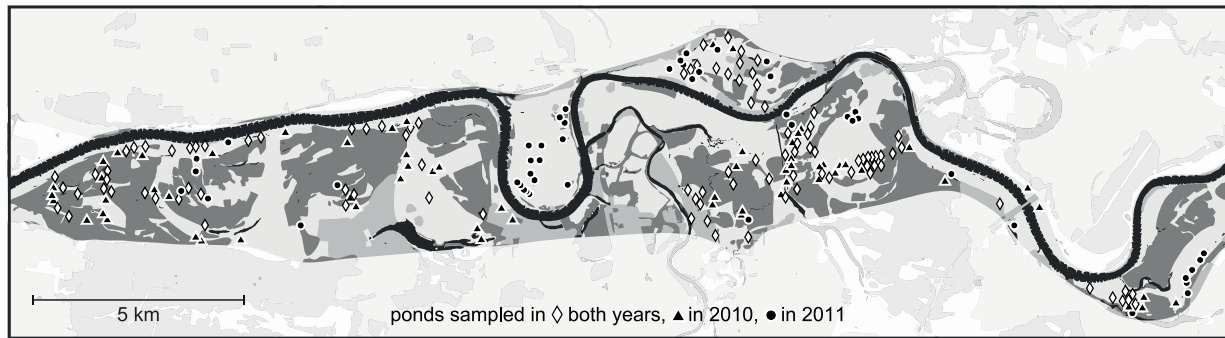 5 km
ponds sampled in ◊ both years, ▲ in 2010, ● in 2011